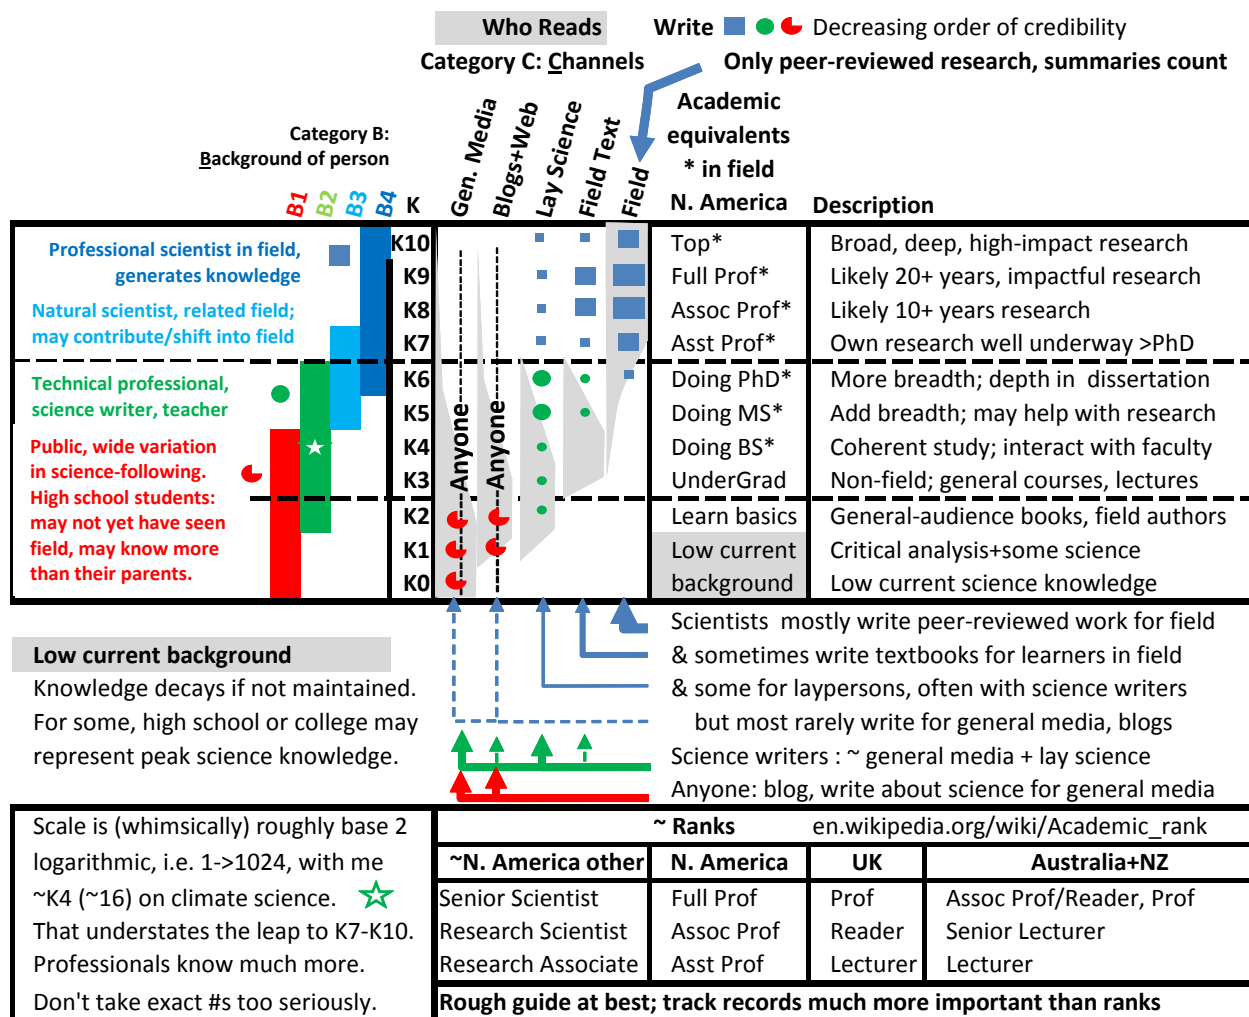 Who Reads Write Decreasing order of credibility
Category C: Channels Only peer-reviewed research, summaries count
Category B:
Background of person
B1 B2 B3 B4 K
Gen. Media
Blogs+Web
Lay Science
Field Text
Field
Academic
equivalents
* in field
N. America Description
Professional scientist in field,
generates knowledge
Natural scientist, related field;
may contribute/shift into field
Technical professional,
science writer, teacher
Public, wide variation
in science-following.
High school students:
may not yet have seen
field, may know more
than their parents.
Anyone
Anyone
K10 Top* Broad, deep, high-impact research
K9 Full Prof* Likely 20+ years, impactful research
K8 Assoc Prof* Likely 10+ years research
K7 Asst Prof* Own research well underway >PhD
K6 Doing PhD* More breadth; depth in dissertation
K5 Doing MS* Add breadth; may help with research
K4 Doing BS* Coherent study; interact with faculty
K3 UnderGrad Non-field; general courses, lectures
K2 Learn basics General-audience books, field authors
K1 Low current Critical analysis+some science
K0 background Low current science knowledge
Scientists mostly write peer-reviewed work for field
& sometimes write textbooks for learners in field
& some for laypersons, often with science writers
but most rarely write for general media, blogs
Science writers : ~ general media + lay science
Anyone: blog, write about science for general media
Low current background
Knowledge decays if not maintained.
For some, high school or college may
represent peak science knowledge.
Scale is (whimsically) roughly base 2
logarithmic, i.e. 1->1024, with me
~K4 (~16) on climate science.
That understates the leap to K7-K10.
Professionals know much more.
Don't take exact #s too seriously.
~ Ranks en.wikipedia.org/wiki/Academic_rank
~N. America other N. America UK Australia+NZ
Senior Scientist Full Prof Prof Assoc Prof/Reader, Prof
Research Scientist Assoc Prof Reader Senior Lecturer
Research Associate Asst Prof Lecturer Lecturer
Rough guide at best; track records much more important than ranks